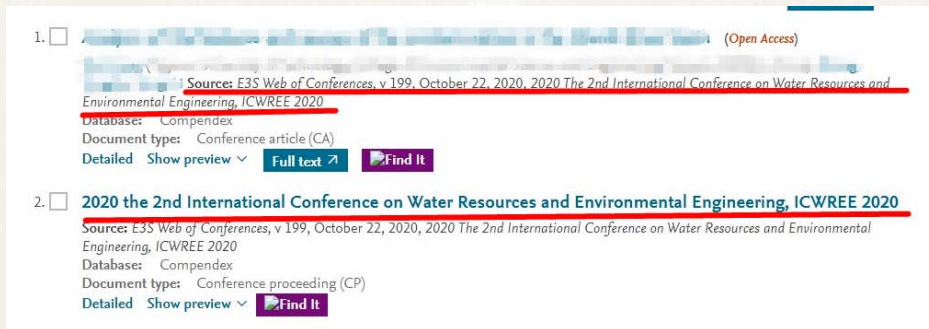 1. (Open Access)
Source: E3S Web of Conferences, v 199, October 22, 2020, 2020 The 2nd International Conference on Water Resources and
Environmental Engineering, ICWREE 2020
Database: Compendex
Document type: Conference article (CA)
Detailed Show preview Full text Find It
2. 2020 the 2nd International Conference on Water Resources and Environmental Engineering, ICWREE 2020
Source: E3S Web of Conferences, v 199, October 22, 2020, 2020 The 2nd International Conference on Water Resources and Environmental
Engineering, ICWREE 2020
Database: Compendex
Document type: Conference proceeding (CP)
Detailed Show preview Find It